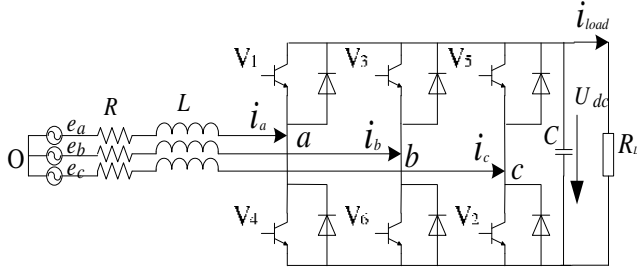 i_load
V1 V3 V5
R L i_a a U_dc
e_a
O e_b i_b b C R_L
e_c i_c c
V4 V6 V2